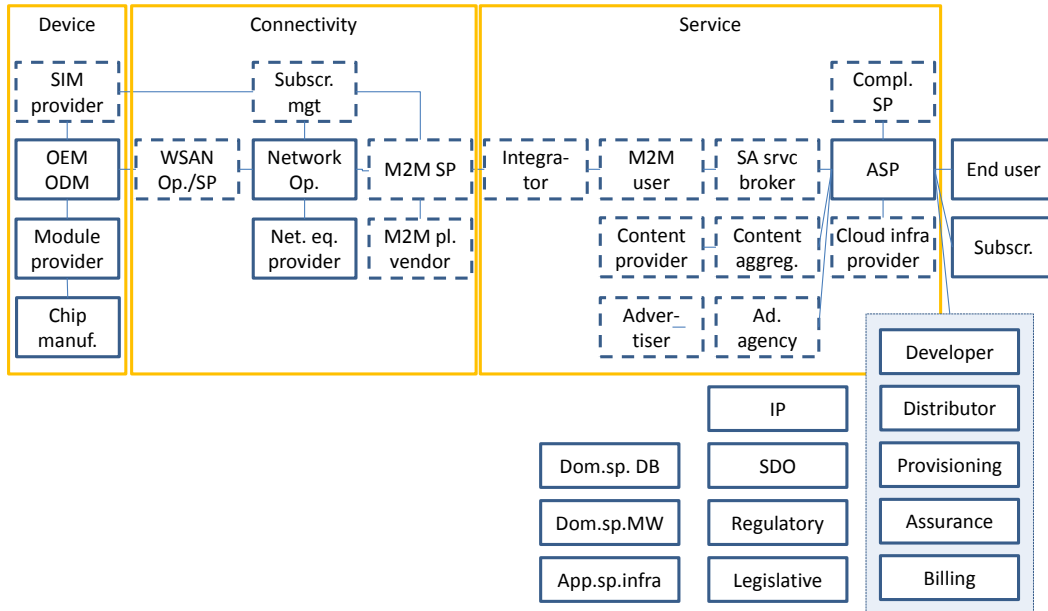 Device
Connectivity
Service
SIM
provider
Subscr.
mgt
Compl.
SP
OEM
ODM
WSAN
Op./SP
Network
Op.
M2M SP
Integra-
tor
M2M
user
SA srvc
broker
ASP
End user
Module
provider
Net. eq.
provider
M2M pl.
vendor
Content
provider
Content
aggreg.
Cloud infra
provider
Subscr.
Chip
manuf.
Adver-
tiser
Ad.
agency
Developer
IP
Distributor
Dom.sp. DB
SDO
Provisioning
Dom.sp.MW
Regulatory
Assurance
App.sp.infra
Legislative
Billing